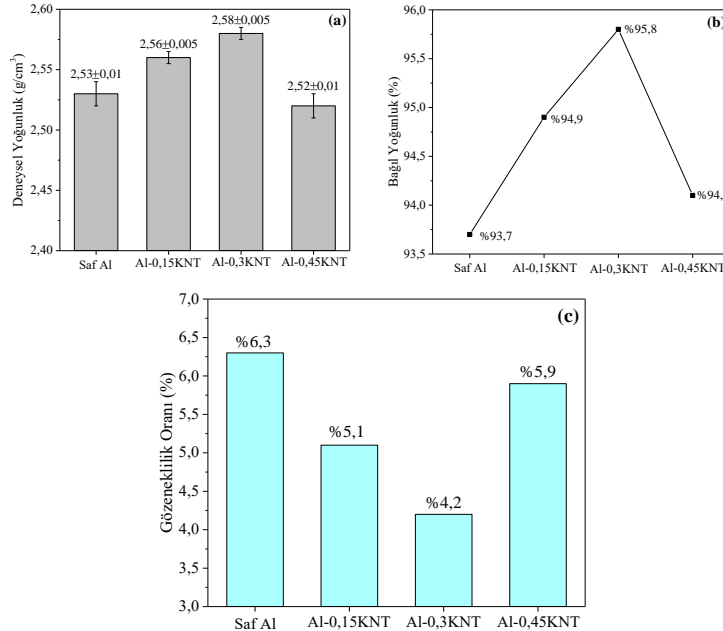 (a)
Deneysel Yoğunluk (g/cm³)
2,60
2,55
2,50
2,45
2,40
2,53±0,01
2,56±0,005
2,58±0,005
2,52±0,01
Saf Al
Al-0,15KNT
Al-0,3KNT
Al-0,45KNT
(b)
Bağıl Yoğunluk (%)
96,0
95,5
95,0
94,5
94,0
93,5
%93,7
%94,9
%95,8
%94,
Saf Al
Al-0,15KNT
Al-0,3KNT
Al-0,45KNT
(c)
Gözeneklilik Oranı (%)
7,0
6,5
6,0
5,5
5,0
4,5
4,0
3,5
3,0
%6,3
%5,1
%4,2
%5,9
Saf Al
Al-0,15KNT
Al-0,3KNT
Al-0,45KNT